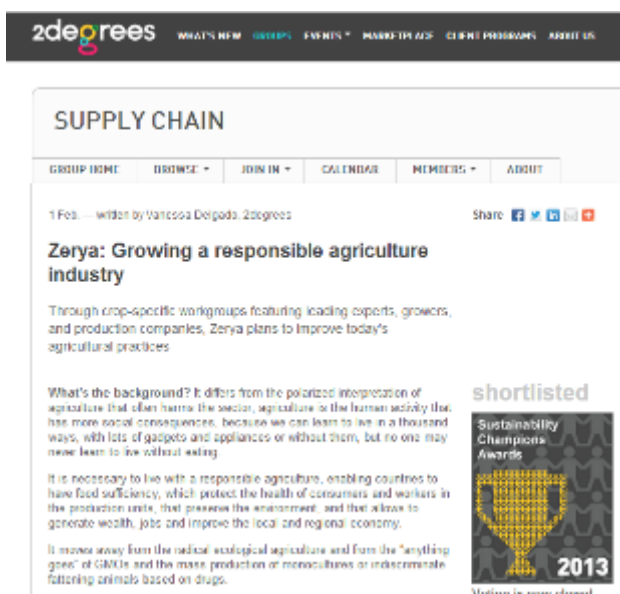 2degrees
WHAT'S NEW GROUPS EVENTS MARKETPLACE CLIENT PROGRAMS ABOUT US
SUPPLY CHAIN
GROUP HOME BROWSE JOIN IN CALENDAR MEMBERS ABOUT
1 Feb. — written by Vanessa Delgado, 2degrees
Share
Zerya: Growing a responsible agriculture
industry
Through crop-specific workgroups featuring leading experts, growers,
and production companies, Zerya plans to improve today's
agricultural practices
What's the background? It differs from the polarized interpretation of
agriculture that often harms the sector, agriculture is the human activity that
has more social consequences, because we can learn to live in a thousand
ways, with lots of gadgets and appliances or without them, but no one may
never learn to live without eating.
It is necessary to live with a responsible agriculture, enabling countries to
have food sufficiency, which protect the health of consumers and workers in
the production units, that preserve the environment, and that allows to
generate wealth, jobs and improve the local and regional economy.
It moves away from the radical ecological agriculture and from the "anything
goes" of GMOs and the mass production of monocultures or indiscriminate
fattening animals based on drugs.
shortlisted
Sustainability
Champions
Awards
2013
Voting is now closed